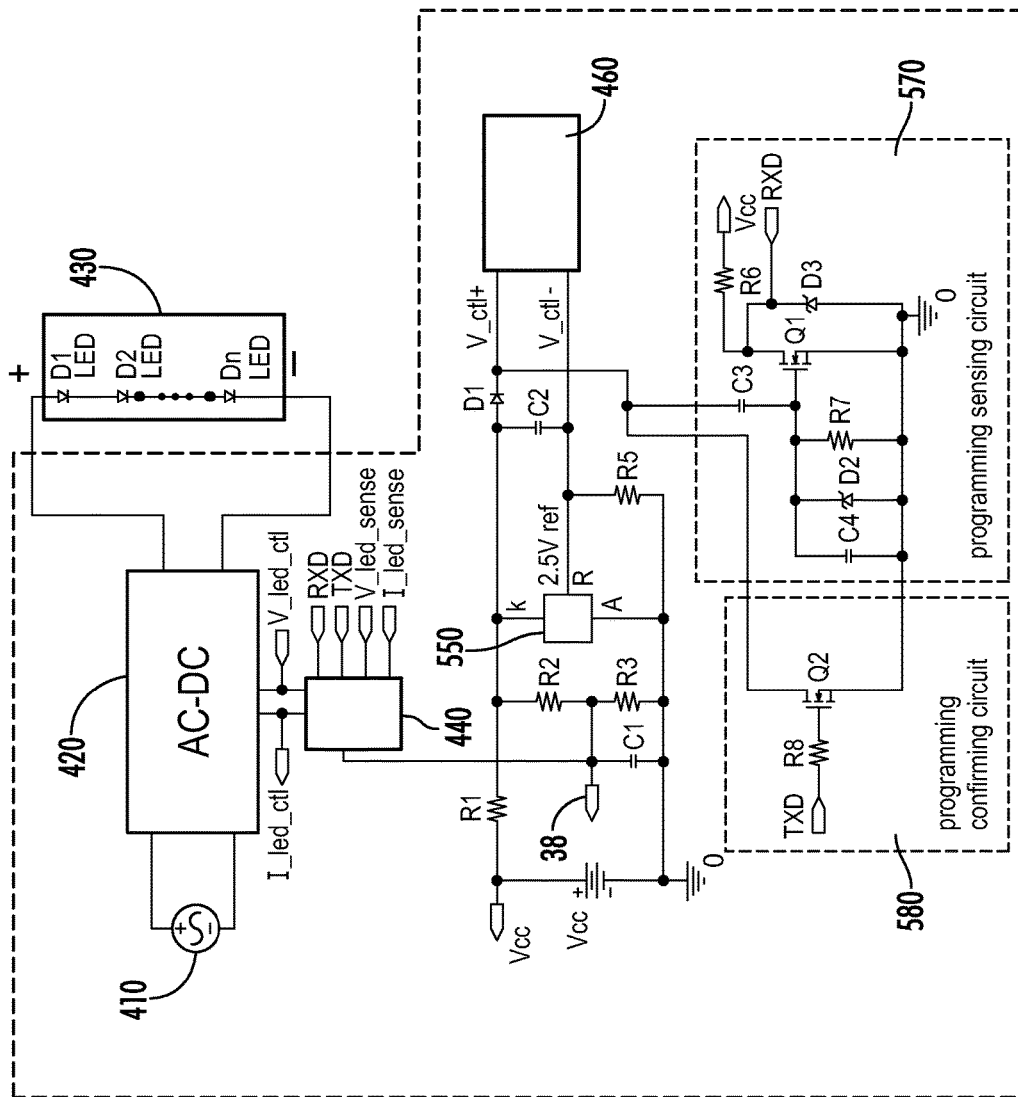 430
+
D1
LED
D2
LED
Dn
LED
−
420
AC-DC
410
I_led_ctl
V_led_ctl
RXD
TXD
V_led_sense
I_led_sense
440
Vcc
R1
Vcc
+
-
0
38
C1
R2
R3
550
k
A
R
2.5V ref
R5
C2
D1
V_ctl+
V_ctl-
460
570
Vcc
RXD
R6
D3
Q1
C3
R7
D2
C4
0
programming sensing circuit
580
TXD
R8
Q2
programming
confirming circuit